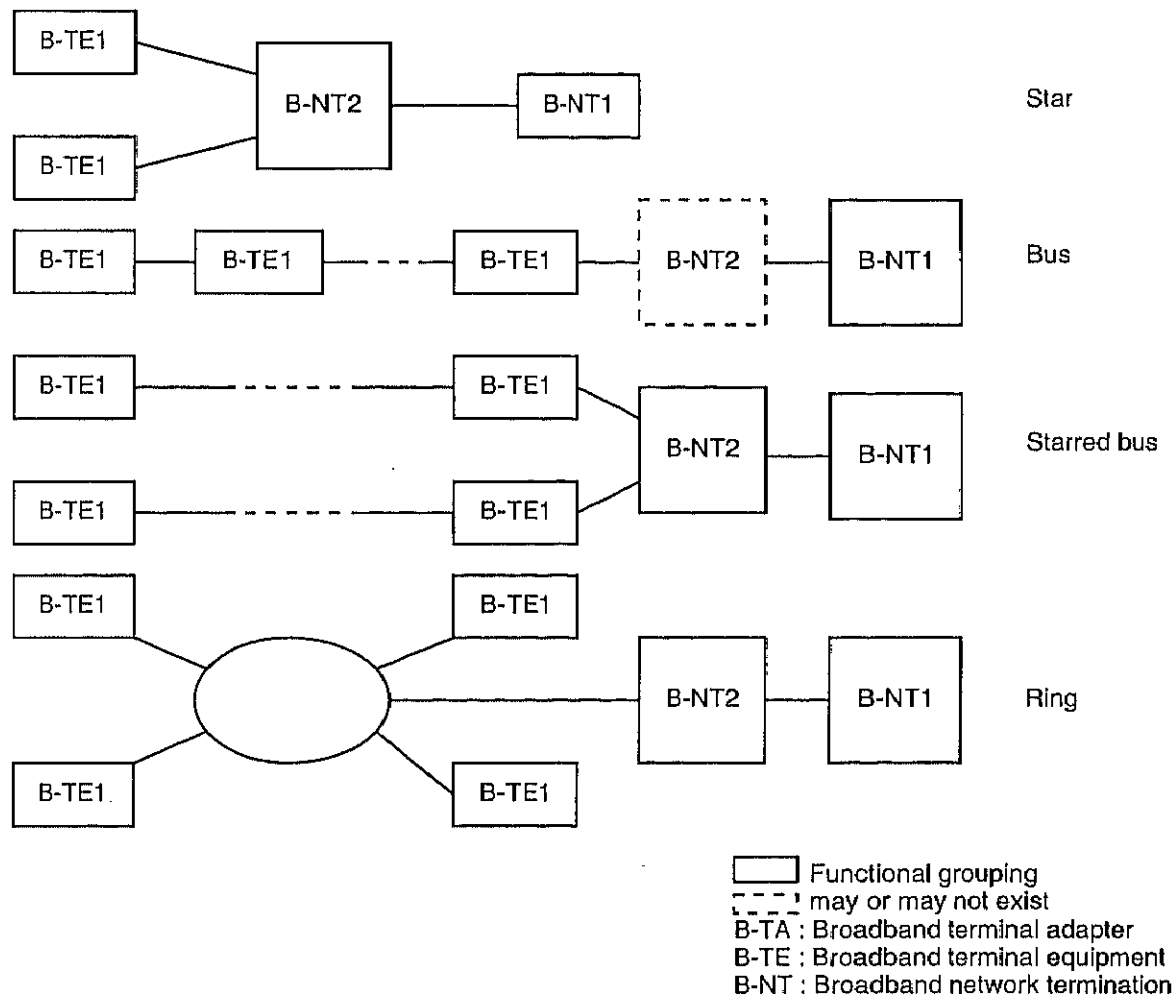 B-TE1
B-NT2
B-NT1
Star
B-TE1
B-TE1
B-TE1
B-TE1
B-NT2
B-NT1
Bus
B-TE1
B-TE1
B-NT2
B-NT1
Starred bus
B-TE1
B-TE1
B-TE1
B-TE1
B-NT2
B-NT1
Ring
B-TE1
B-TE1
Functional grouping
may or may not exist
B-TA : Broadband terminal adapter
B-TE : Broadband terminal equipment
B-NT : Broadband network termination